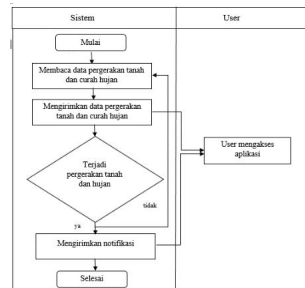 Sistem
User
Mulai
Membaca data pergerakan tanah
dan curah hujan
Mengirimkan data pergerakan
tanah dan curah hujan
User mengakses
aplikasi
Terjadi
pergerakan tanah
dan hujan
tidak
ya
Mengirimkan notifikasi
Selesai